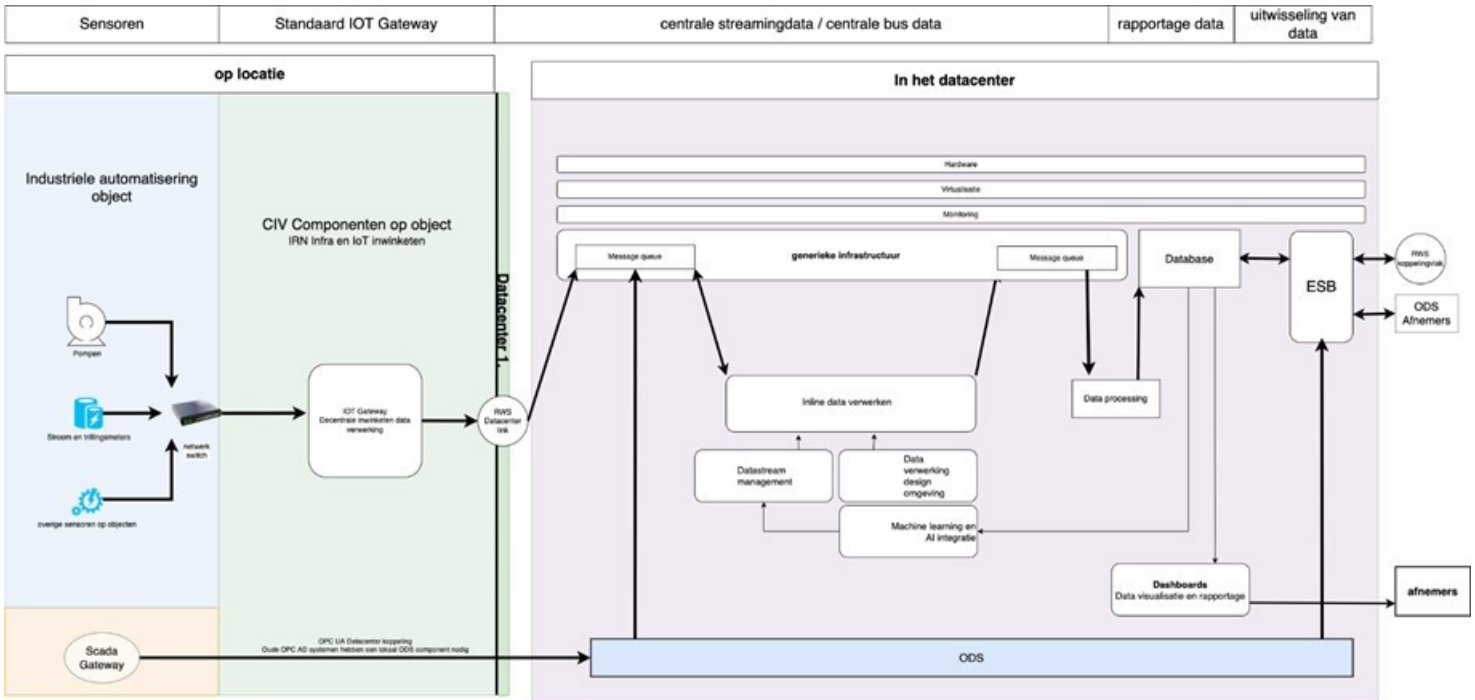 Sensoren
Standaard IOT Gateway
centrale streamingdata / centrale bus data
rapportage data
uitwisseling van
data
op locatie
In het datacenter
Industriele automatisering
object
CIV Componenten op object
IRN Infra en IoT inwinketen
Datacenter 1.
Hardware
Virtualisatie
Monitoring
Message queue
generieke infrastructuur
Message queue
Database
ESB
RWS
koppelingvlak
ODS
Afnemers
Pompen
Stroom en trillingsmeters
netwerk
switch
overige sensoren op objecten
IOT Gateway
Decentrale inwinketen data
verwerking
RWS
Datacenter
link
Inline data verwerken
Data processing
Datastream
management
Data
verwerking
design
omgeving
Machine learning en
AI integratie
Dashboards
Data visualisatie en rapportage
afnemers
Scada
Gateway
OPC UA Datacenter koppeling
Oude OPC AD systemen hebben een lokaal ODS component nodig
ODS